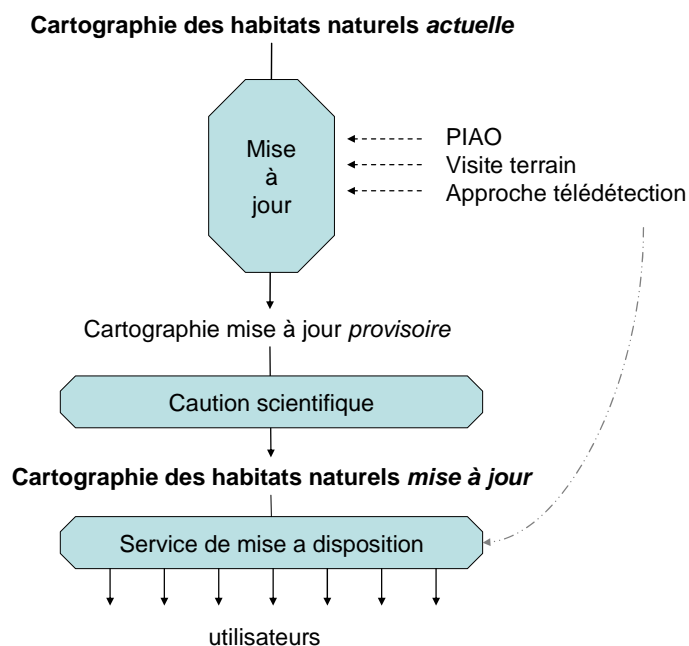 Cartographie des habitats naturels actuelle
Mise
à
jour
PIAO
Visite terrain
Approche télédétection
Cartographie mise à jour provisoire
Caution scientifique
Cartographie des habitats naturels mise à jour
Service de mise a disposition
utilisateurs